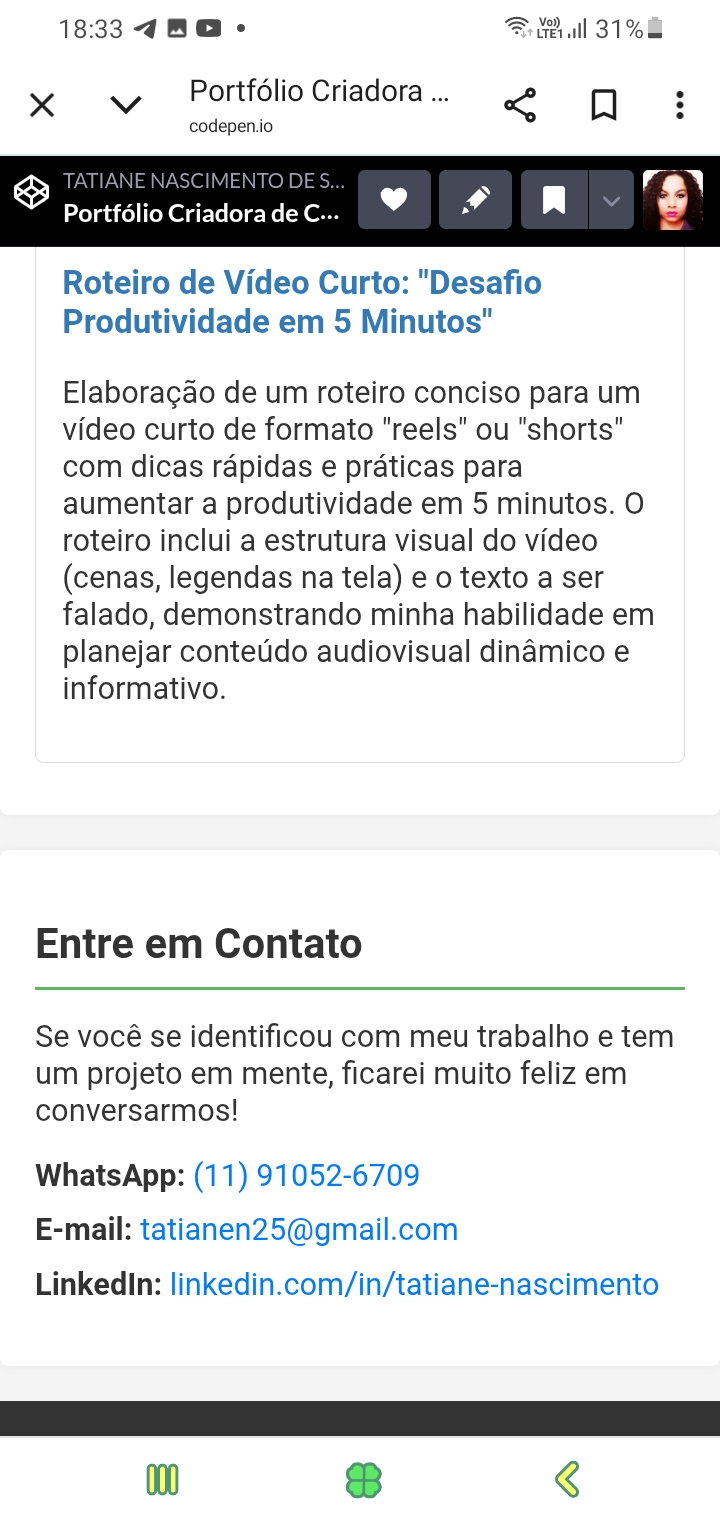 18:33 Vo)) LTE1 31%
Portfólio Criadora ...
codepen.io
TATIANE NASCIMENTO DE S...
Portfólio Criadora de C...
Roteiro de Vídeo Curto: "Desafio
Produtividade em 5 Minutos"
Elaboração de um roteiro conciso para um
vídeo curto de formato "reels" ou "shorts"
com dicas rápidas e práticas para
aumentar a produtividade em 5 minutos. O
roteiro inclui a estrutura visual do vídeo
(cenas, legendas na tela) e o texto a ser
falado, demonstrando minha habilidade em
planejar conteúdo audiovisual dinâmico e
informativo.
Entre em Contato
Se você se identificou com meu trabalho e tem
um projeto em mente, ficarei muito feliz em
conversarmos!
WhatsApp: (11) 91052-6709
E-mail: tatianen25@gmail.com
LinkedIn: linkedin.com/in/tatiane-nascimento